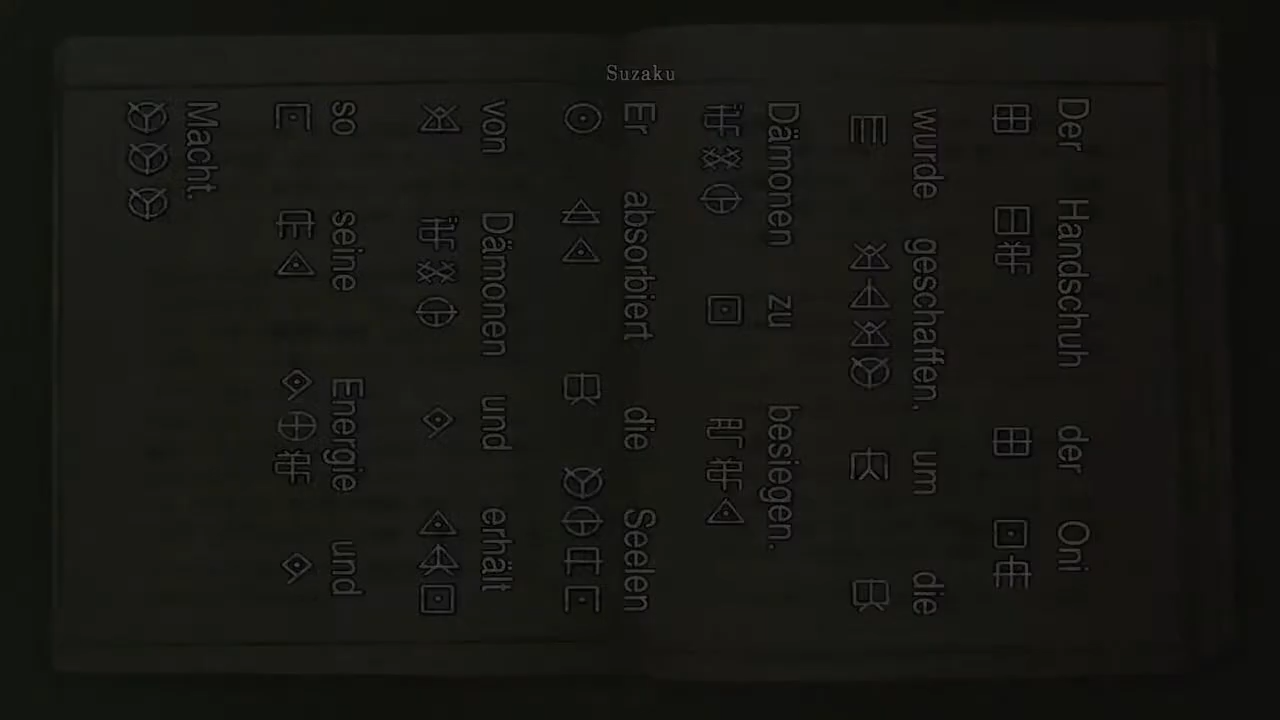 Suzaku
Der Handschuh der Oni
wurde geschaffen, um die
Dämonen zu besiegen.
Er absorbiert die Seelen
von Dämonen und erhält
so seine Energie und
Macht.